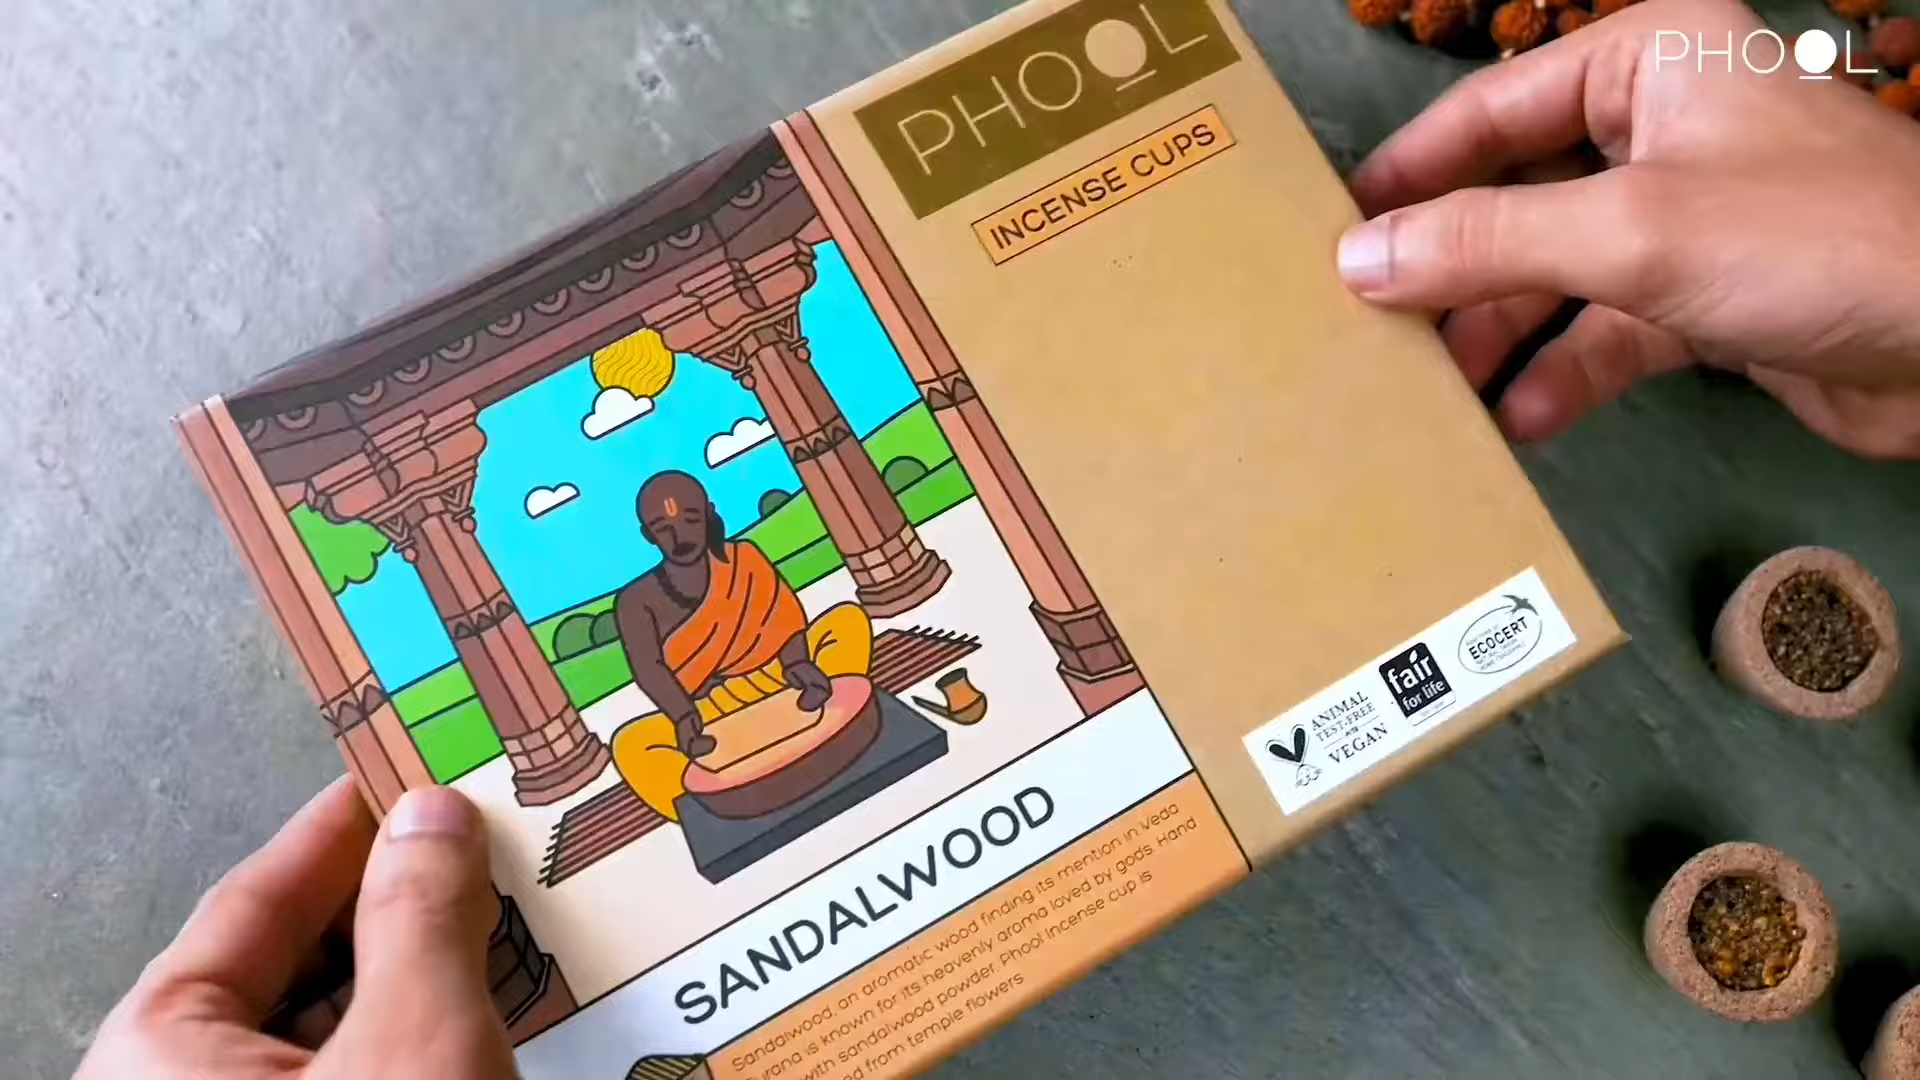 PHOOL
PHOOL
INCENSE CUPS
ANIMAL
TEST-FREE
VEGAN
fair
for life
ECOCERT
SANDALWOOD
Sandalwood, an aromatic wood finding its mention in Veda
Purana is known for its heavenly aroma loved by gods. Hand
with sandalwood powder, Phool Incense cup is
from temple flowers